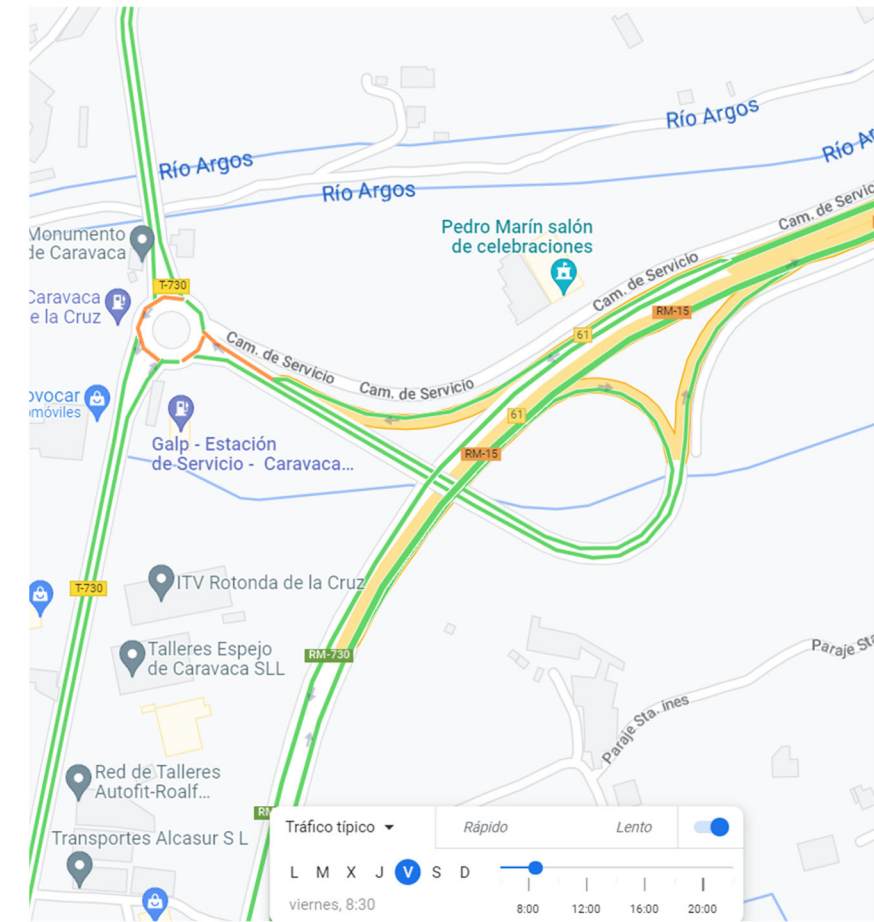 Río Argos
Río Argos
Río Argos
Río Ar
Cam. de Servic
Pedro Marín salón
de celebraciones
Monumento
de Caravaca
T-730
Cam. de Servicio
61
RM-15
Caravaca
e la Cruz
Cam. de Servicio
Cam. de Servicio
ovocar
omóviles
61
Galp - Estación
de Servicio - Caravaca...
RM-15
T-730
ITV Rotonda de la Cruz
RM-730
Talleres Espejo
de Caravaca SLL
Paraje Sta
Paraje Sta. ines
Red de Talleres
Autofit-Roalf...
RM
Transportes Alcasur S L
Tráfico típico
Rápido
Lento
L M X J V S D
viernes, 8:30
8:00 12:00 16:00 20:00